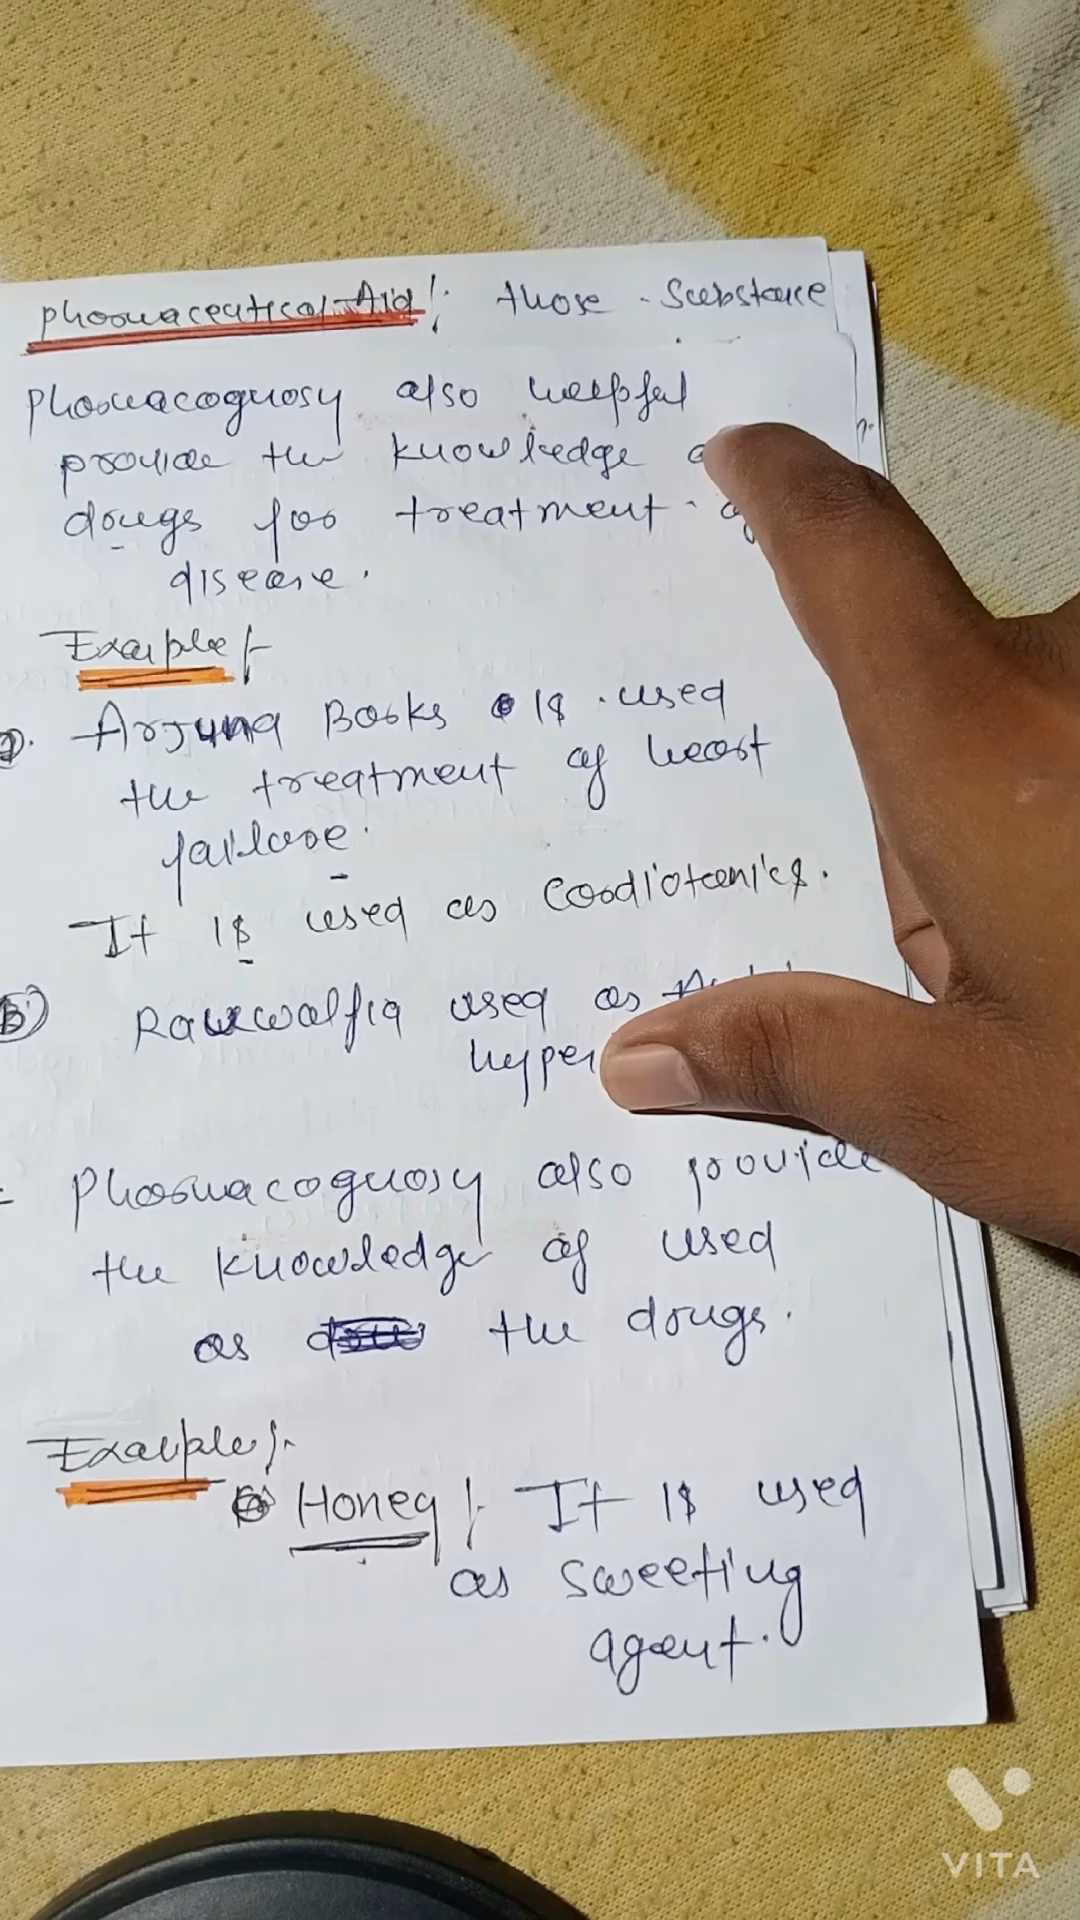 Pharmaceutical Aid :- those Substance
Pharmacognosy also helpful
provide the knowledge
drugs for treatment of
disease.
Example :-
Arjuna Barks is used
the treatment of heart
failure.
It is used as Cardiotonics.
B) Rauwolfia used as
hyper
Pharmacognosy also provide
the knowledge of used
as the drugs.
Example :-
Honey :- It is used
as sweeting
agent.
VITA